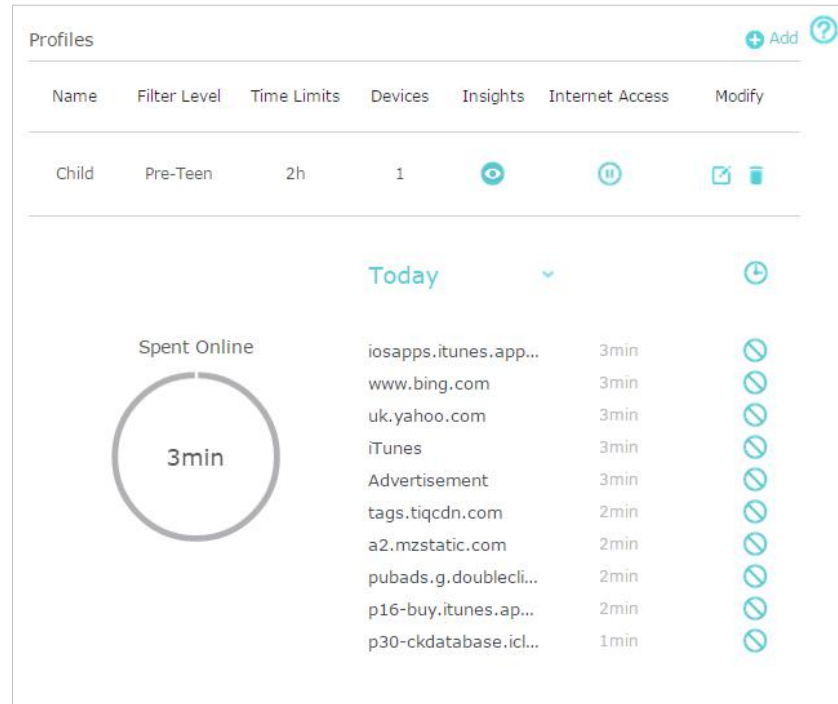 Profiles
Add
Name Filter Level Time Limits Devices Insights Internet Access Modify
Child Pre-Teen 2h 1
Today
Spent Online
3min
iosapps.itunes.app... 3min
www.bing.com 3min
uk.yahoo.com 3min
iTunes 3min
Advertisement 3min
tags.tiqcdn.com 2min
a2.mzstatic.com 2min
pubads.g.doublecli... 2min
p16-buy.itunes.ap... 2min
p30-ckdatabase.icl... 1min